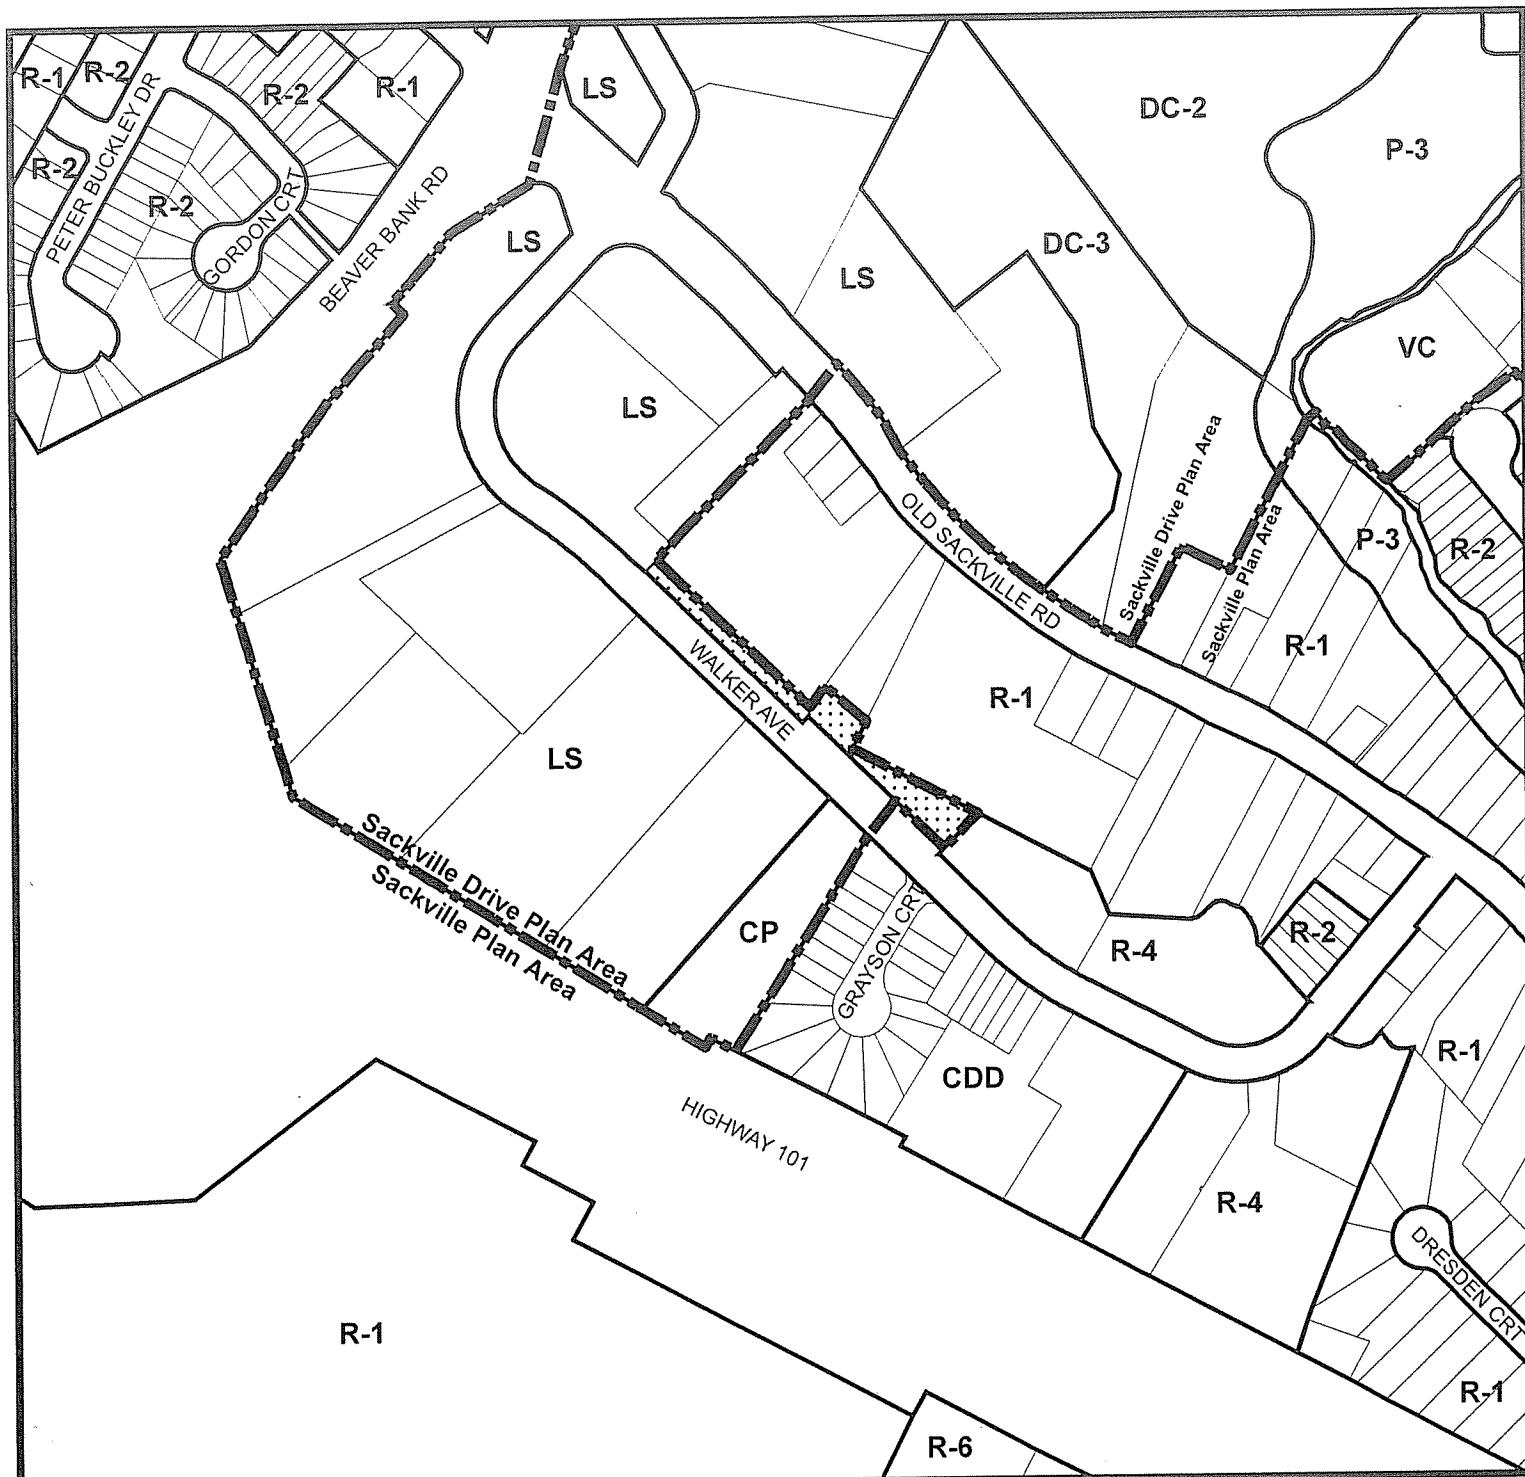 R-1
R-2
R-2
R-1
LS
DC-2
P-3
R-2
PETER BUCKLEY DR
R-2
GORDON CRT
BEAVER BANK RD
LS
LS
DC-3
VC
LS
OLD SACKVILLE RD
Sackville Drive Plan Area
Sackville Plan Area
P-3
R-2
R-1
WALKER AVE
R-1
LS
Sackville Drive Plan Area
Sackville Plan Area
CP
GRAYSON CRT
R-4
R-2
R-1
CDD
HIGHWAY 101
R-4
DRESDEN CRT
R-1
R-1
R-6